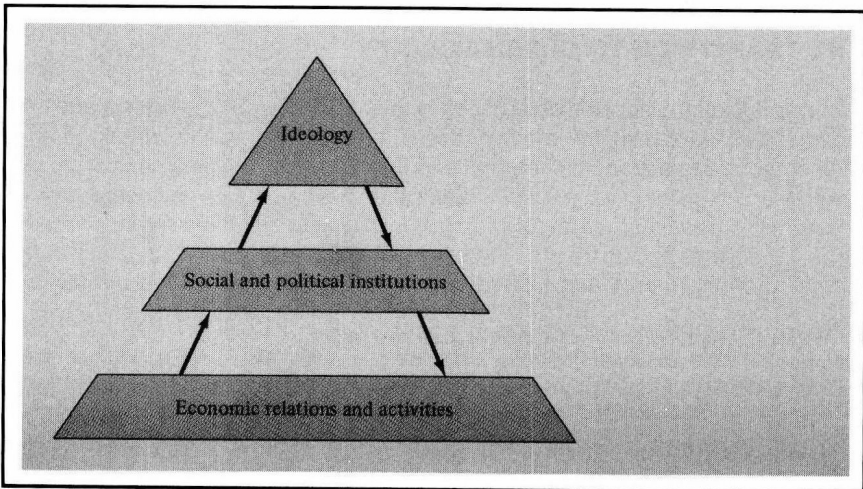 Ideology
Social and political institutions
Economic relations and activities